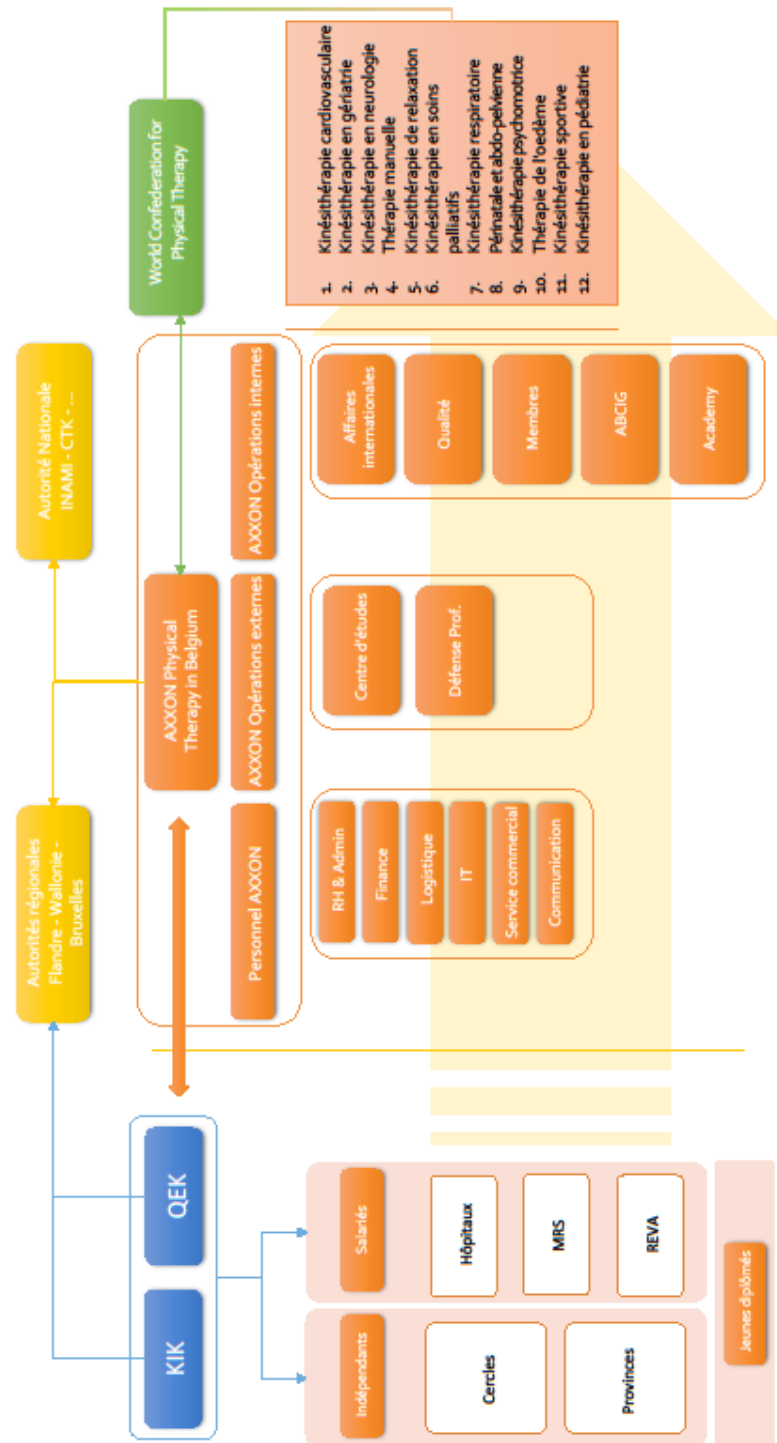 Autorités régionales
Flandre - Wallonie -
Bruxelles
Autorité Nationale
INAMI - CTK - ...
KIK
QEK
AXXON Physical
Therapy in Belgium
World Confederation for
Physical Therapy
Personnel AXXON
AXXON Opérations externes
AXXON Opérations internes
Indépendants
Cercles
Provinces
Salariés
Hôpitaux
MRS
REVA
Jeunes diplômés
RH & Admin
Finance
Logistique
IT
Service commercial
Communication
Centre d'études
Défense Prof.
Affaires
internationales
Qualité
Membres
ABCIG
Academy
1. Kinésithérapie cardiovasculaire
2. Kinésithérapie en gériatrie
3. Kinésithérapie en neurologie
4. Thérapie manuelle
5. Kinésithérapie de relaxation
6. Kinésithérapie en soins
palliatifs
7. Kinésithérapie respiratoire
8. Périnatale et abdo-pelvienne
9. Kinésithérapie psychomotrice
10. Thérapie de l'oedème
11. Kinésithérapie sportive
12. Kinésithérapie en pédiatrie